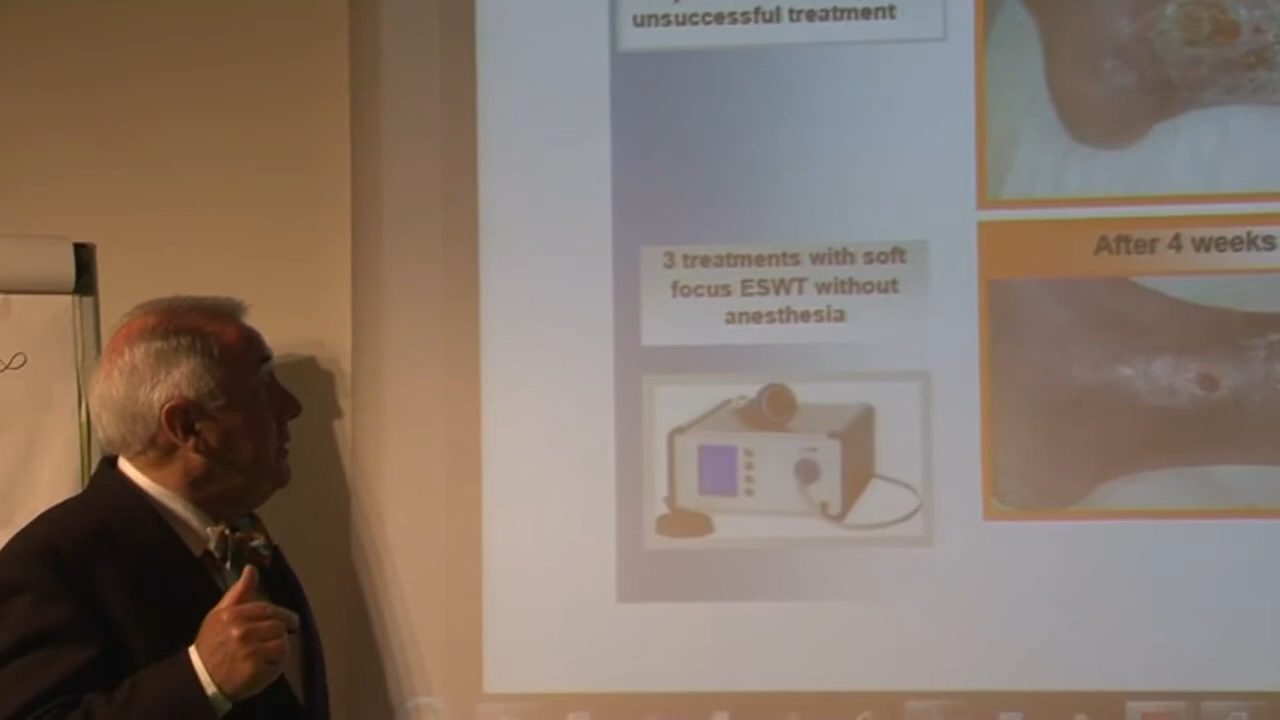 unsuccessful treatment
After 4 weeks
3 treatments with soft
focus ESWT without
anesthesia